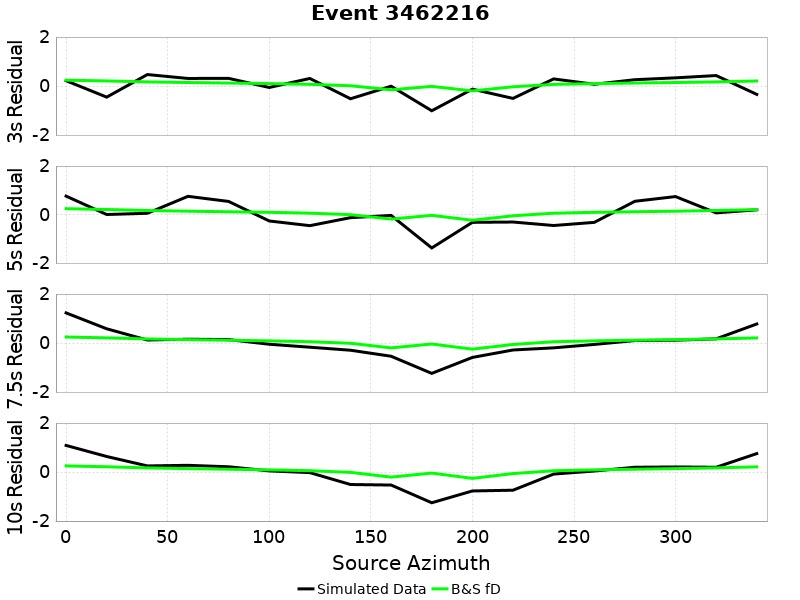 Event 3462216
2
0
-2
3s Residual
2
0
-2
5s Residual
2
0
-2
7.5s Residual
2
0
-2
10s Residual
0 50 100 150 200 250 300
Source Azimuth
Simulated Data B&S fD